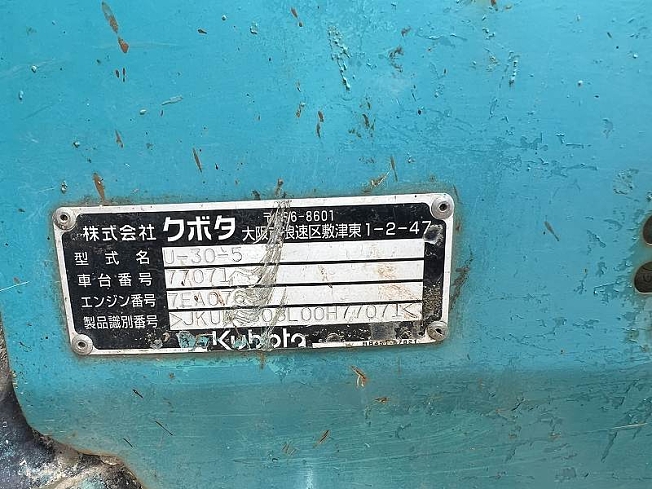 株式会社 クボタ
〒556-8601
大阪市浪速区敷津東1-2-47
型式名 U-30-5
車台番号 77071
エンジン番号
製品識別番号
Kubota